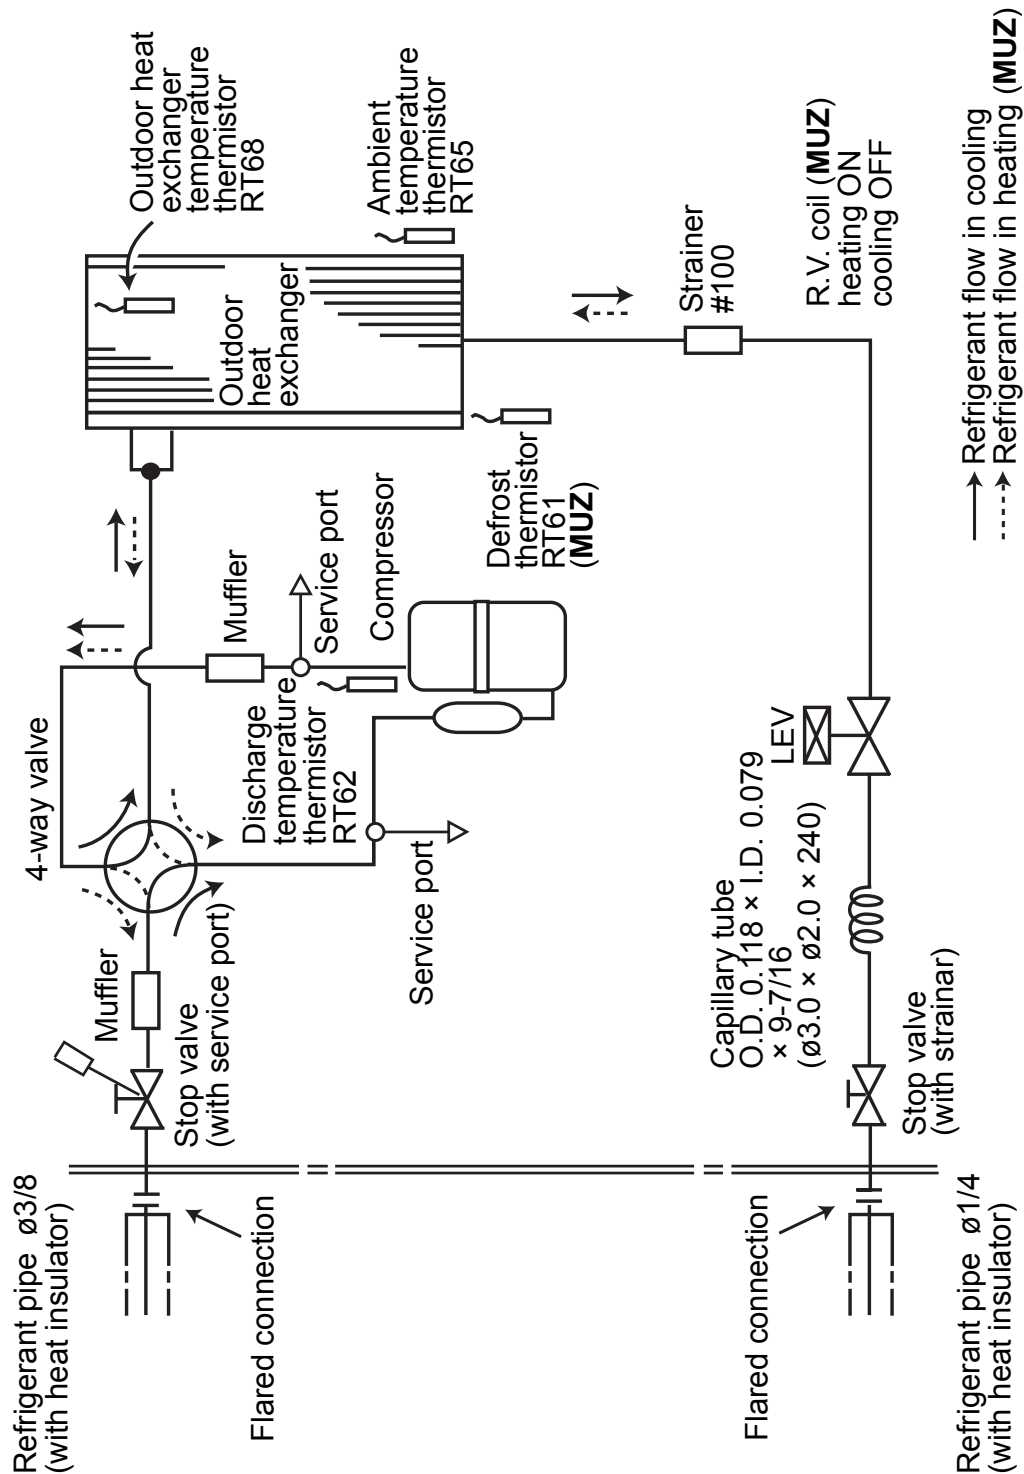 Refrigerant pipe ø3/8
(with heat insulator)
Flared connection
Stop valve
(with service port)
Muffler
4-way valve
Discharge
temperature
thermistor
RT62
Service port
Muffler
Service port
Compressor
Outdoor heat
exchanger
temperature
thermistor
RT68
Outdoor
heat
exchanger
Ambient
temperature
thermistor
RT65
Defrost
thermistor
RT61
(MUZ)
Strainer
#100
R.V. coil (MUZ)
heating ON
cooling OFF
LEV
Capillary tube
O.D. 0.118 × I.D. 0.079
× 9-7/16
(ø3.0 × ø2.0 × 240)
Stop valve
(with strainar)
Flared connection
Refrigerant pipe ø1/4
(with heat insulator)
Refrigerant flow in cooling
Refrigerant flow in heating (MUZ)